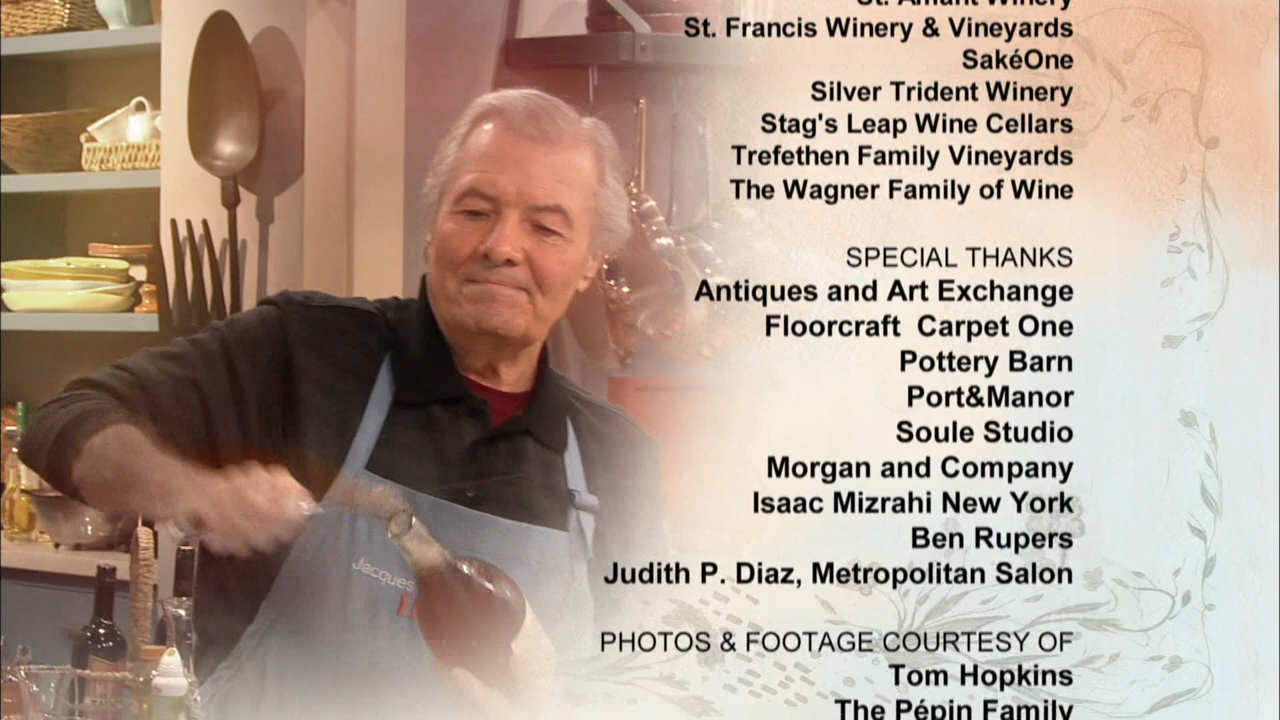 St. Amant Winery
St. Francis Winery & Vineyards
SakéOne
Silver Trident Winery
Stag's Leap Wine Cellars
Trefethen Family Vineyards
The Wagner Family of Wine
SPECIAL THANKS
Antiques and Art Exchange
Floorcraft  Carpet One
Pottery Barn
Port&Manor
Soule Studio
Morgan and Company
Isaac Mizrahi New York
Ben Rupers
Judith P. Diaz, Metropolitan Salon
PHOTOS & FOOTAGE COURTESY OF
Tom Hopkins
The Pépin Family
Jacques